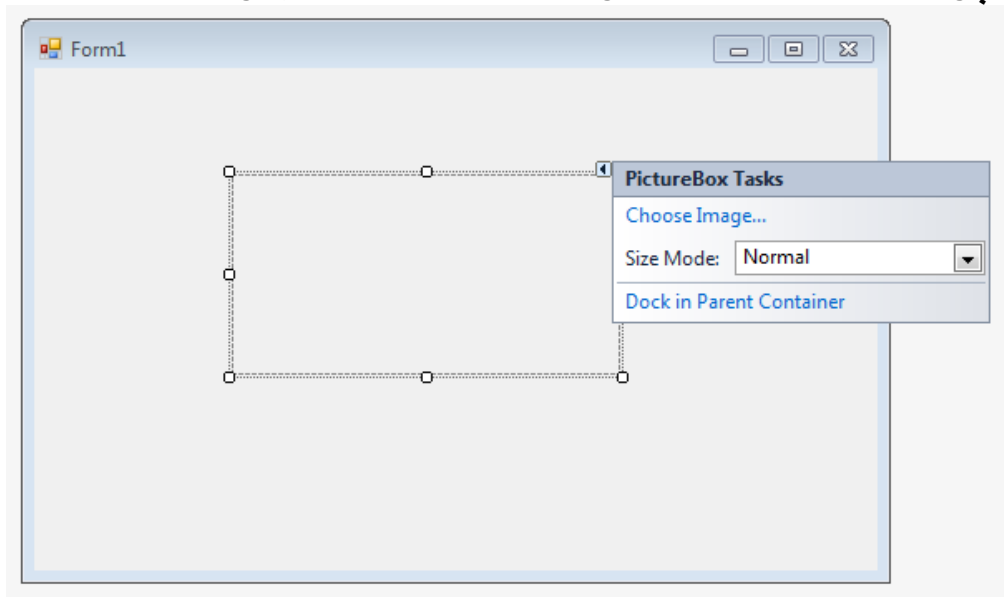 Form1
PictureBox Tasks
Choose Image...
Size Mode: Normal
Dock in Parent Container